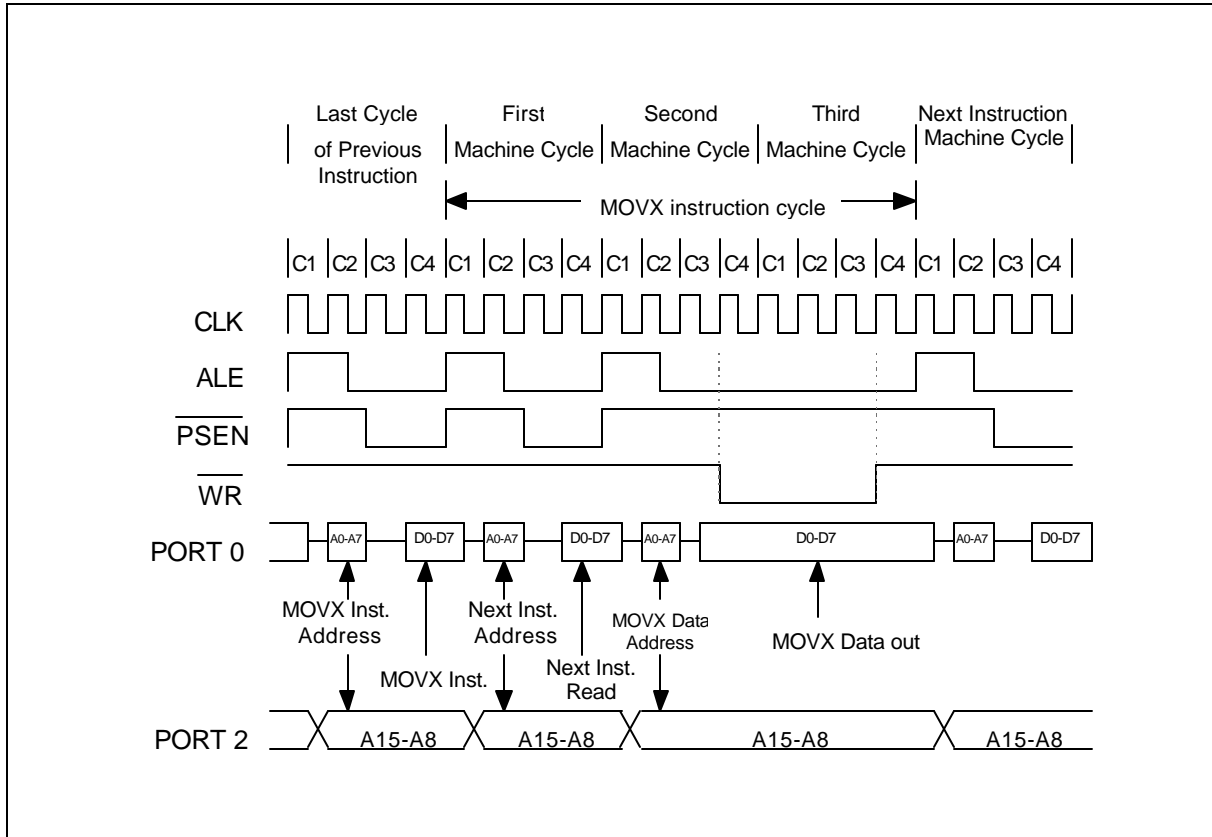 Last Cycle
of Previous
Instruction
First
Machine Cycle
Second
Machine Cycle
Third
Machine Cycle
Next Instruction
Machine Cycle
MOVX instruction cycle
C1 C2 C3 C4 C1 C2 C3 C4 C1 C2 C3 C4 C1 C2 C3 C4 C1 C2 C3 C4
CLK
ALE
PSEN
WR
PORT 0
A0-A7 D0-D7 A0-A7 D0-D7 A0-A7 D0-D7 A0-A7 D0-D7
MOVX Inst.
Address
MOVX Inst.
Next Inst.
Address
Next Inst.
Read
MOVX Data
Address
MOVX Data out
PORT 2
A15-A8 A15-A8 A15-A8 A15-A8